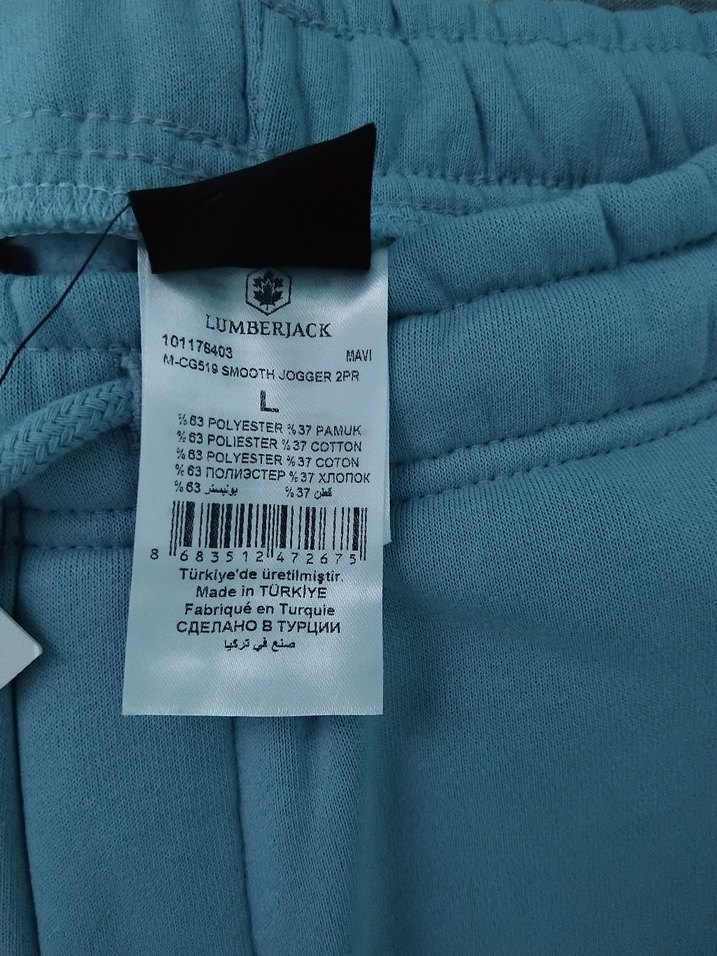 LUMBERJACK
101178403 MAVI
M-CG519 SMOOTH JOGGER 2PR
L
%63 POLYESTER %37 PAMUK
%63 POLIESTER %37 COTTON
%63 POLYESTER %37 COTON
%63 ПОЛИЭСТЕР %37 ХЛОПОК
%63 بوليستر %37 قطن
8 683512 472675
Türkiye'de üretilmiştir.
Made in TÜRKİYE
Fabriqué en Turquie
СДЕЛАНО В ТУРЦИИ
صنع في تركيا